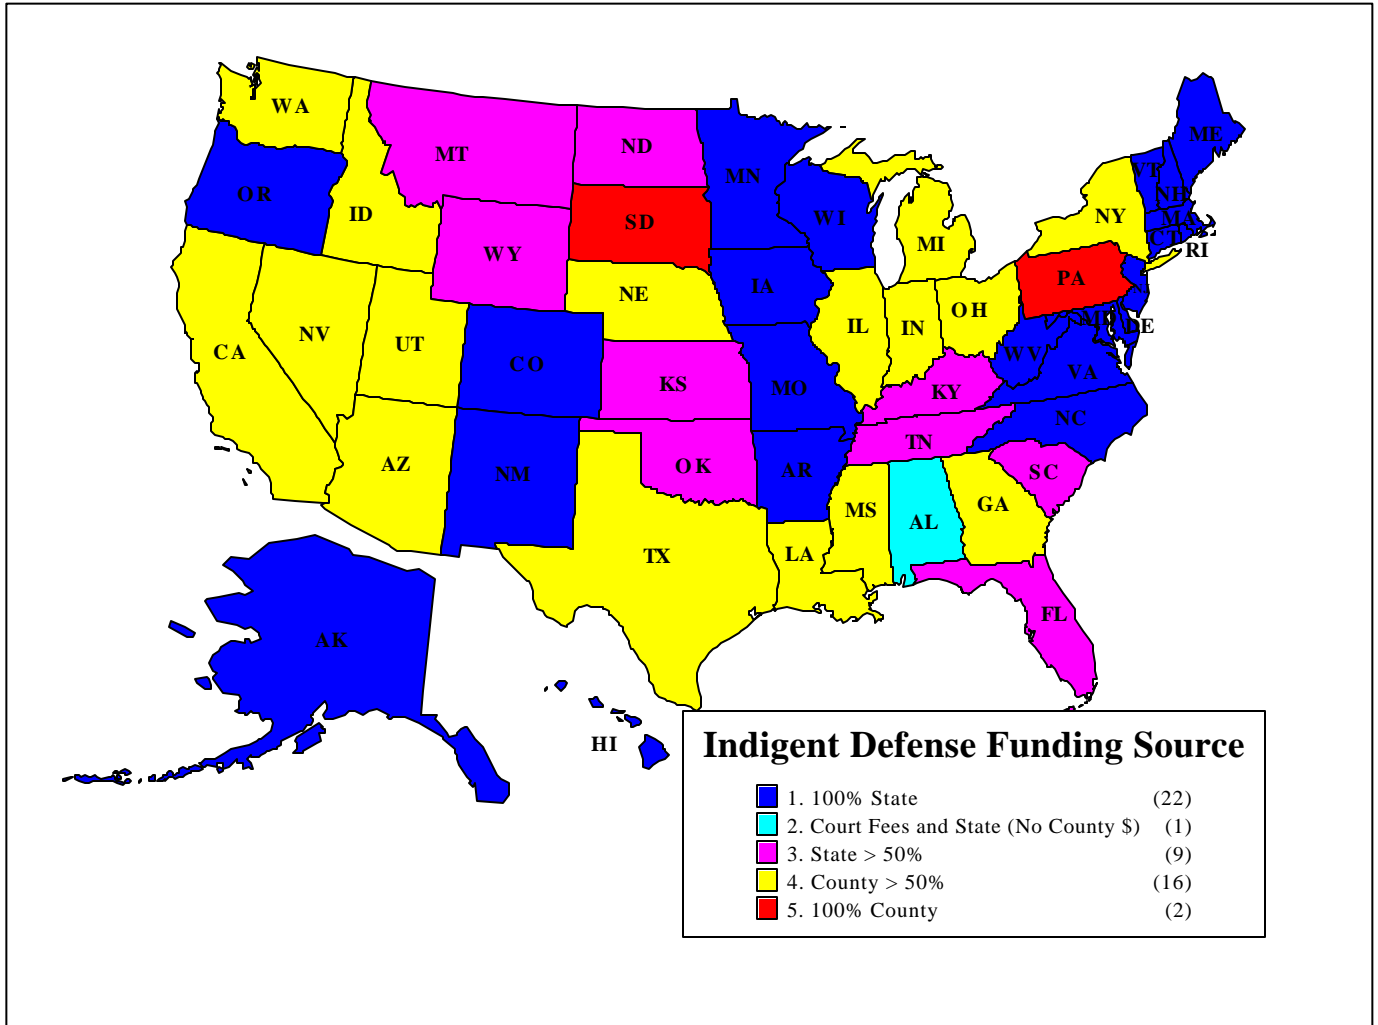 WA
MT
ND
MN
ME
VT
NH
OR
ID
SD
WI
MI
NY
MA
CT
RI
WY
NE
IA
PA
NJ
NV
UT
CA
CO
KS
MO
IL
IN
OH
WV
MD
DE
VA
KY
NC
TN
AZ
NM
OK
AR
SC
MS
AL
GA
TX
LA
FL
AK
HI
Indigent Defense Funding Source
1. 100% State (22)
2. Court Fees and State (No County $) (1)
3. State > 50% (9)
4. County > 50% (16)
5. 100% County (2)